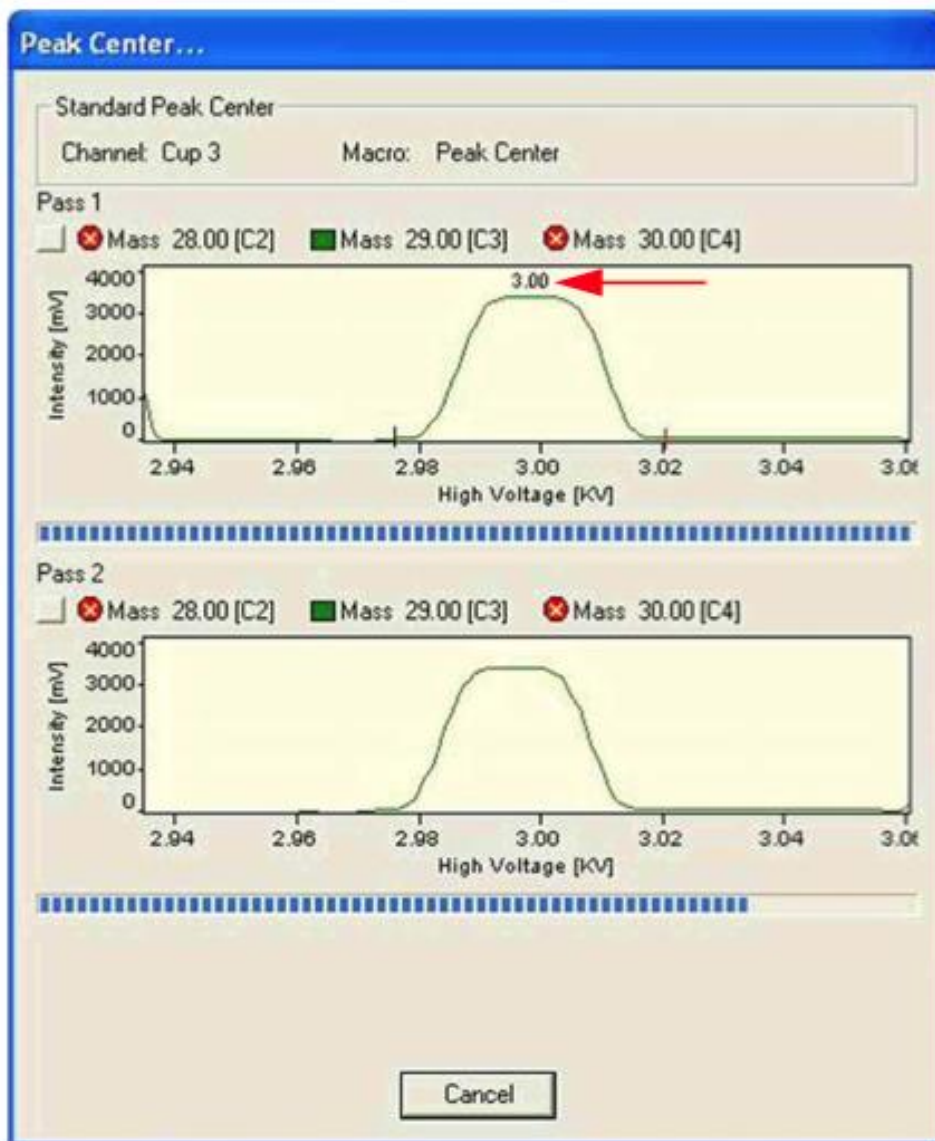 Peak Center...
Standard Peak Center
Channel: Cup 3 Macro: Peak Center
Pass 1
Mass 28.00 [C2] Mass 29.00 [C3] Mass 30.00 [C4]
3.00
4000
3000
2000
1000
0
Intensity [mV]
2.94 2.96 2.98 3.00 3.02 3.04 3.0
High Voltage [KV]
Pass 2
Mass 28.00 [C2] Mass 29.00 [C3] Mass 30.00 [C4]
4000
3000
2000
1000
0
Intensity [mV]
2.94 2.96 2.98 3.00 3.02 3.04 3.0
High Voltage [KV]
Cancel